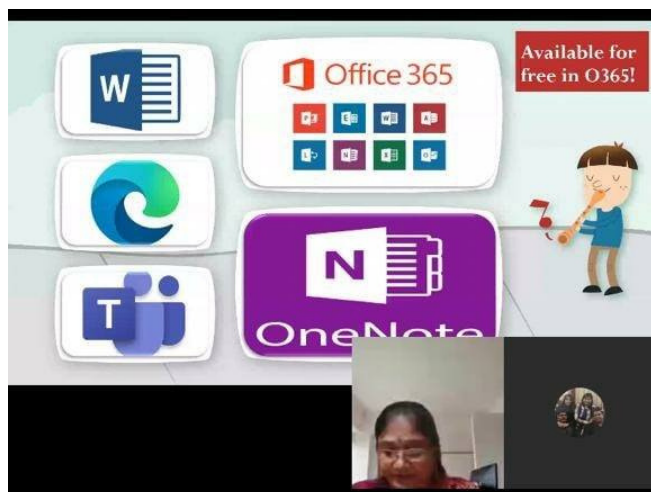 W
T
Office 365
P
E
W
A
L
N
X
O
N
OneNote
Available for
free in O365!